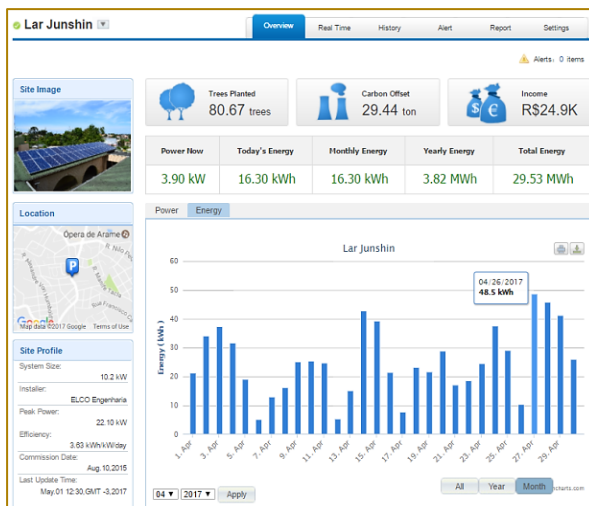 Lar Junshin
Overview
Real Time
History
Alert
Report
Settings
Alerts: 0 items
Site Image
Trees Planted
80.67 trees
Carbon Offset
29.44 ton
Income
R$24.9K
Power Now
Today's Energy
Monthly Energy
Yearly Energy
Total Energy
3.90 kW
16.30 kWh
16.30 kWh
3.82 MWh
29.53 MWh
Location
Ópera de Arame
R. Nilo Pe
Rua Francisco
Google
Map data ©2017 Google
Terms of Use
Site Profile
System Size:
10.2 kW
Installer:
ELCO Engenharia
Peak Power:
22.10 kW
Efficiency:
3.63 kWh/kW/day
Commission Date:
Aug.10,2015
Last Update Time:
May.01 12:30,GMT -3,2017
Power
Energy
Lar Junshin
Energy ( kWh )
60
50
40
30
20
10
0
04/26/2017
48.5 kWh
1. Apr
3. Apr
5. Apr
7. Apr
9. Apr
11. Apr
13. Apr
15. Apr
17. Apr
19. Apr
21. Apr
23. Apr
25. Apr
27. Apr
29. Apr
04
2017
Apply
All
Year
Month
charts.com